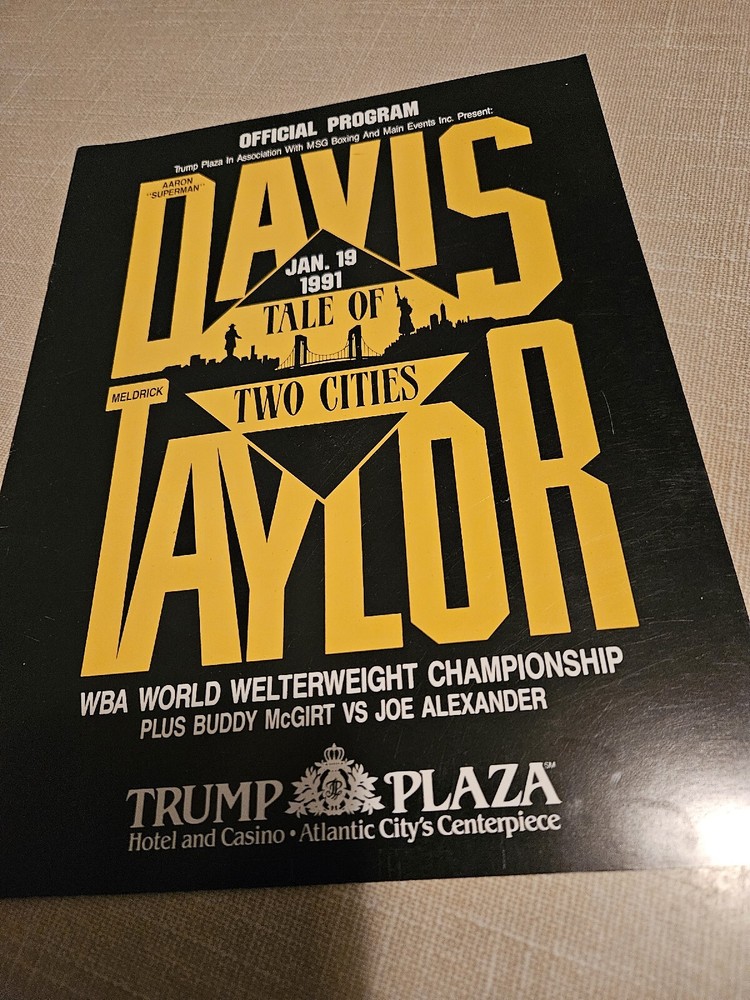 OFFICIAL PROGRAM
Trump Plaza In Association With MSG Boxing And Main Events Inc. Present:
AARON
"SUPERMAN"
DAVIS
JAN. 19
1991
TALE OF
TWO CITIES
MELDRICK
TAYLOR
WBA WORLD WELTERWEIGHT CHAMPIONSHIP
PLUS BUDDY McGIRT VS JOE ALEXANDER
TRUMP PLAZA℠
Hotel and Casino • Atlantic City's Centerpiece